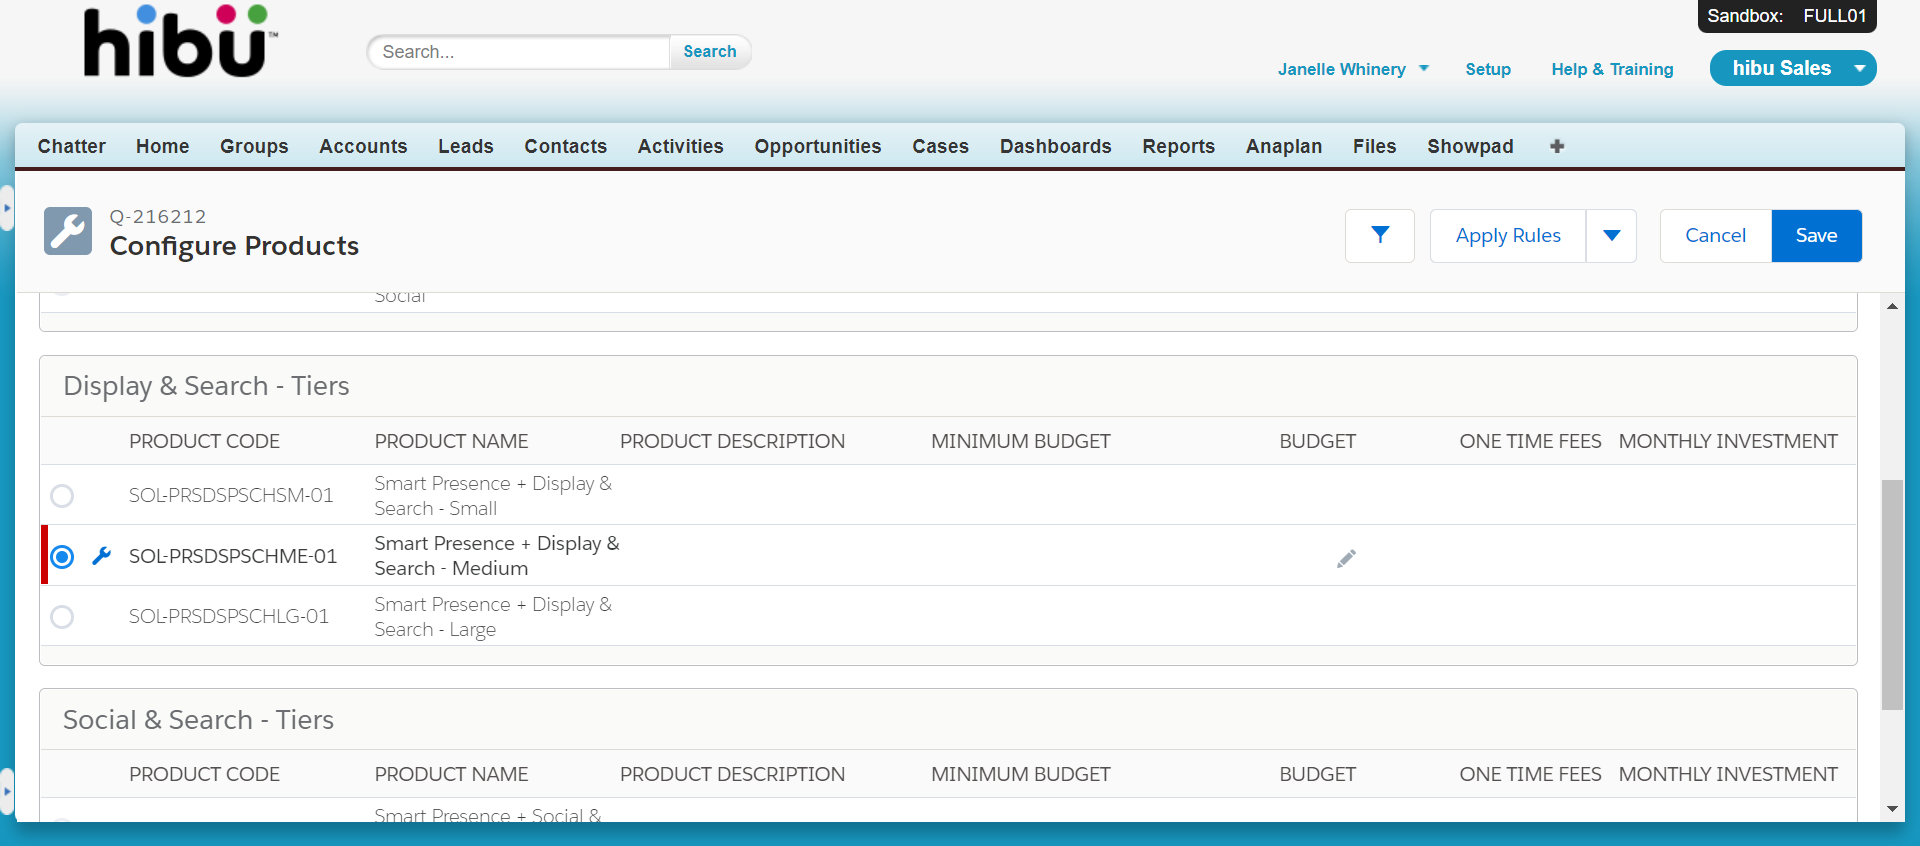 Sandbox: FULL01
hibü™
Search...
Search
Janelle Whinery
Setup
Help & Training
hibu Sales
Chatter
Home
Groups
Accounts
Leads
Contacts
Activities
Opportunities
Cases
Dashboards
Reports
Anaplan
Files
Showpad
Q-216212
Configure Products
Apply Rules
Cancel
Save
Social
Display & Search - Tiers
PRODUCT CODE PRODUCT NAME PRODUCT DESCRIPTION MINIMUM BUDGET BUDGET ONE TIME FEES MONTHLY INVESTMENT
SOL-PRSDSPSCHSM-01
Smart Presence + Display &
Search - Small
SOL-PRSDSPSCHME-01
Smart Presence + Display &
Search - Medium
SOL-PRSDSPSCHLG-01
Smart Presence + Display &
Search - Large
Social & Search - Tiers
PRODUCT CODE PRODUCT NAME PRODUCT DESCRIPTION MINIMUM BUDGET BUDGET ONE TIME FEES MONTHLY INVESTMENT
Smart Presence + Social &